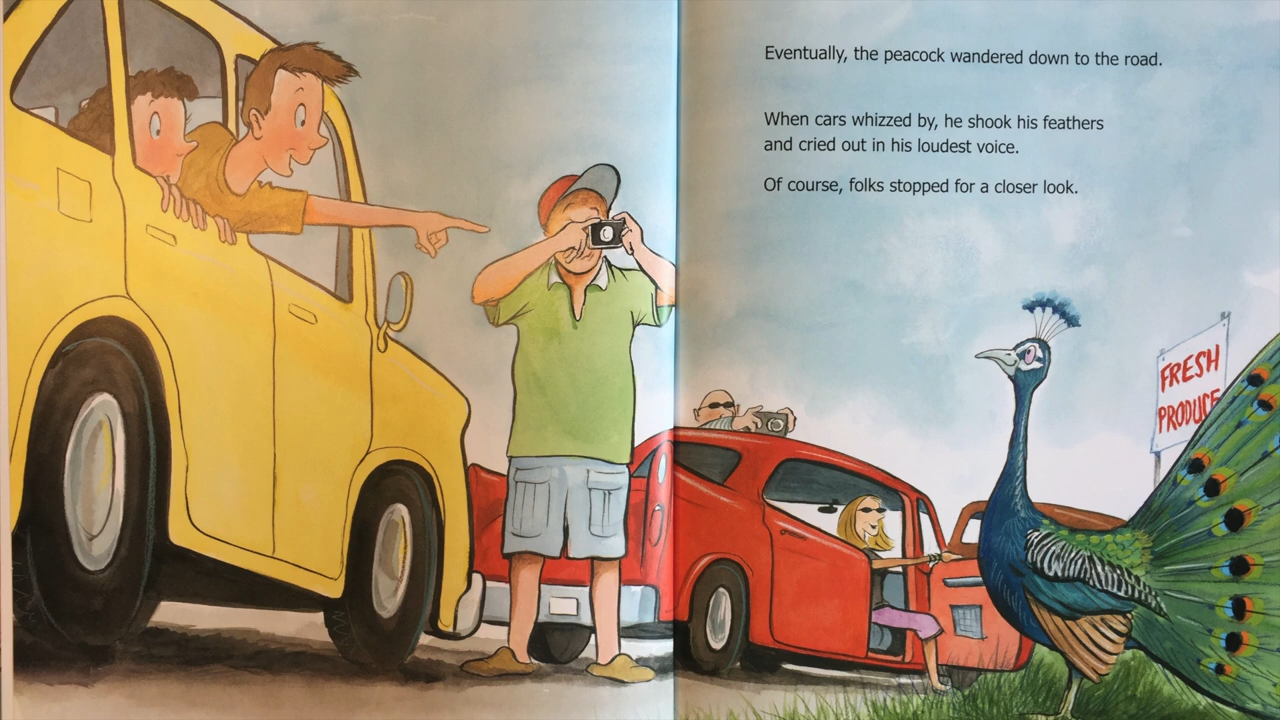 Eventually, the peacock wandered down to the road.
When cars whizzed by, he shook his feathers
and cried out in his loudest voice.
Of course, folks stopped for a closer look.
FRESH
PRODUCE